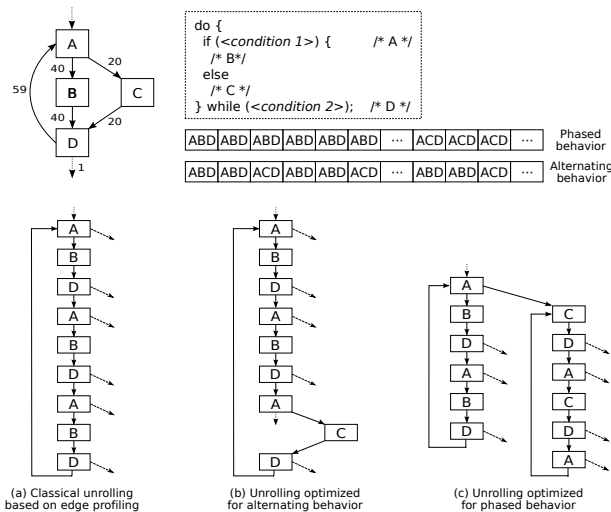 A
20
40
B
C
59
40
20
D
1
do {
if (<condition 1>) { /* A */
/* B*/
else
/* C */
} while (<condition 2>); /* D */
ABD ABD ABD ABD ABD ABD ... ACD ACD ACD ...
Phased
behavior
ABD ABD ACD ABD ABD ACD ... ABD ABD ACD ...
Alternating
behavior
A
B
D
A
B
D
A
B
D
(a) Classical unrolling
based on edge profiling
A
B
D
A
B
D
A
C
D
(b) Unrolling optimized
for alternating behavior
A
B
D
A
B
D
C
D
A
C
D
A
(c) Unrolling optimized
for phased behavior